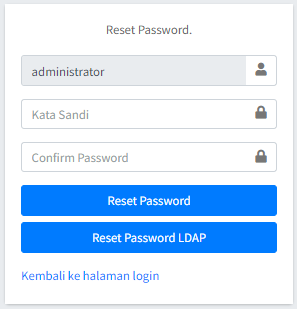 Reset Password.
administrator
Kata Sandi
Confirm Password
Reset Password
Reset Password LDAP
Kembali ke halaman login